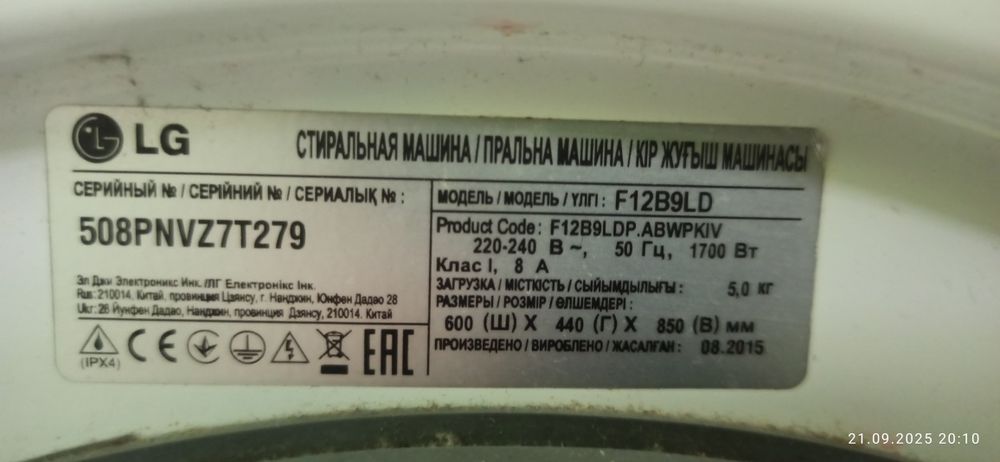 LG
СТИРАЛЬНАЯ МАШИНА / ПРАЛЬНА МАШИНА / КІР ЖУҒЫШ МАШИНАСЫ
СЕРИЙНЫЙ № / СЕРІЙНИЙ № / СЕРИАЛЫҚ № :
508PNVZ7T279
Эл Джи Электроникс Инк. /ЛГ Електронікс Інк.
Rus: 210014, Китай, провинция Цзянсу, г. Нанджин, Юнфен Дадао 28
Ukr: 28 Йунфен Дадао, Нанджин, провинция Дзянсу, 210014, Китай
(IPX4)
CE
EAC
МОДЕЛЬ / МОДЕЛЬ / ҮЛГІ : F12B9LD
Product Code : F12B9LDP.ABWPKIV
220-240 В ~, 50 Гц, 1700 Вт
Клас I, 8 А
ЗАГРУЗКА / МІСТКІСТЬ / СЫЙЫМДЫЛЫҒЫ : 5,0 кг
РАЗМЕРЫ / РОЗМІР / ӨЛШЕМДЕРІ :
600 (Ш) X 440 (Г) X 850 (В) мм
ПРОИЗВЕДЕНО / ВИРОБЛЕНО / ЖАСАЛҒАН : 08.2015
21.09.2025 20:10